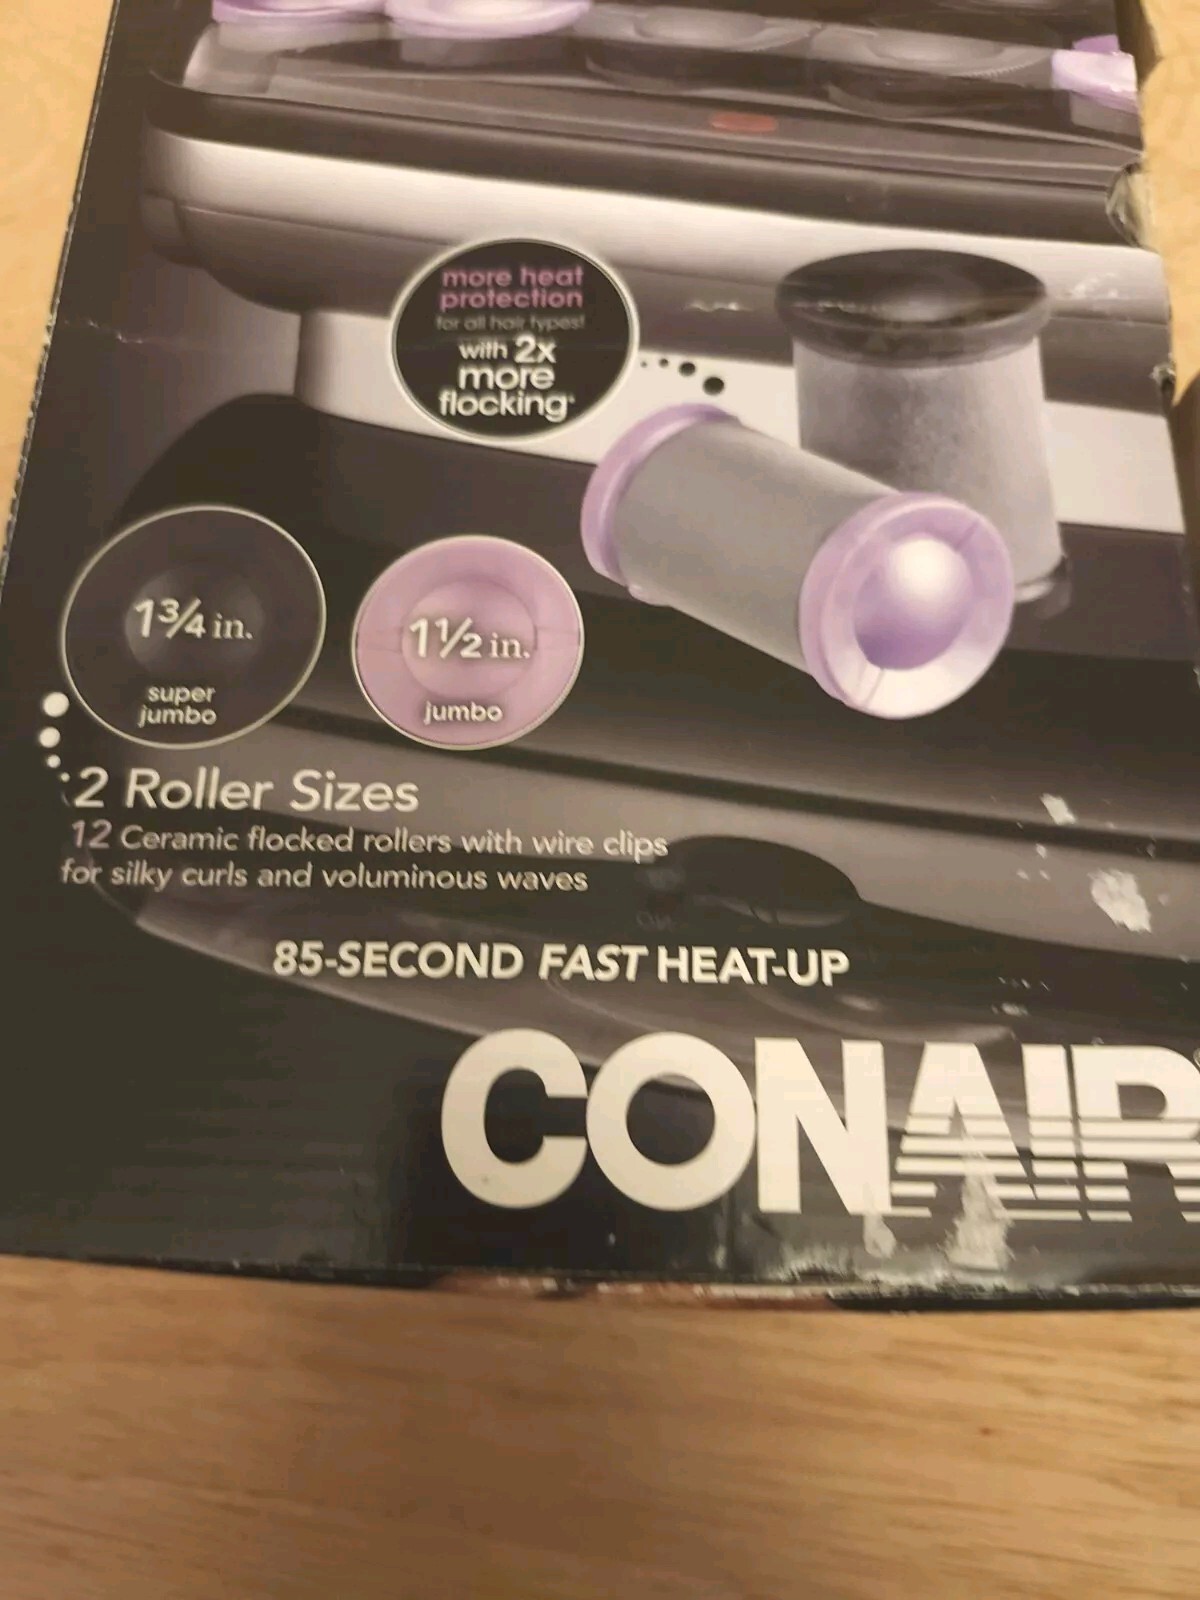 more heat
protection
for all hair types!
with 2x
more
flocking*
1¾ in.
super
jumbo
1½ in.
jumbo
2 Roller Sizes
12 Ceramic flocked rollers with wire clips
for silky curls and voluminous waves
85-SECOND FAST HEAT-UP
CONAIR